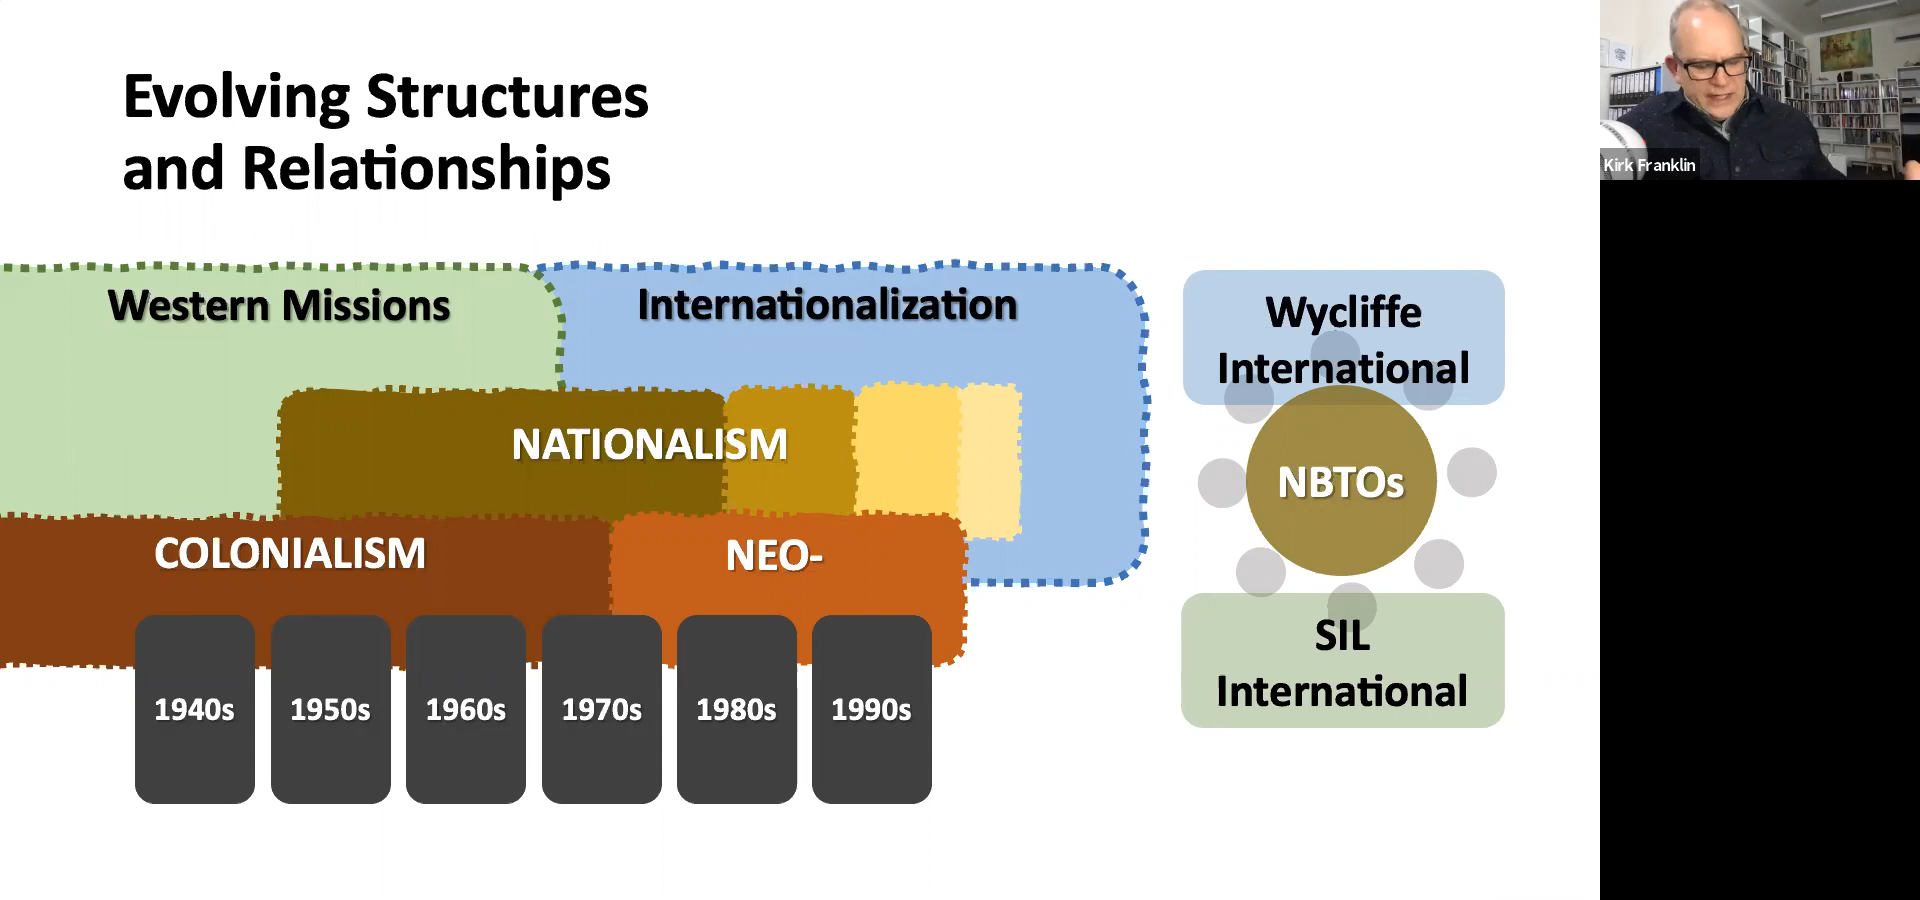 Evolving Structures
and Relationships
Western Missions
Internationalization
NATIONALISM
COLONIALISM
NEO-
1940s
1950s
1960s
1970s
1980s
1990s
Wycliffe
International
NBTOs
SIL
International
Kirk Franklin